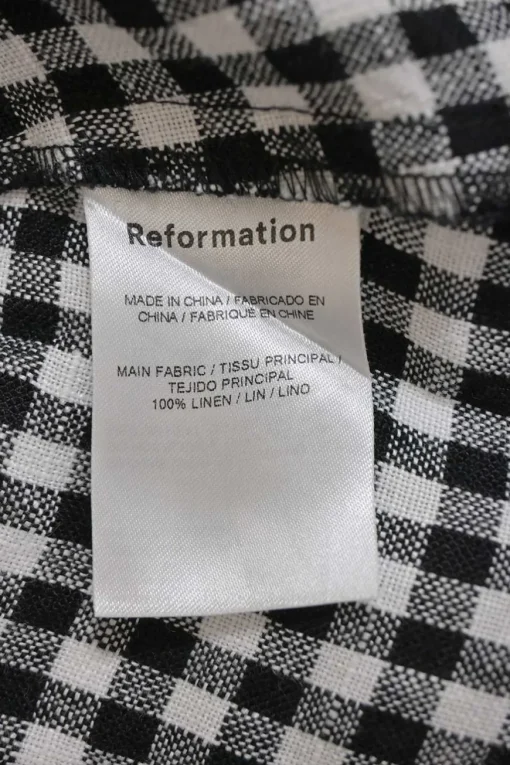 Reformation
MADE IN CHINA / FABRICADO EN
CHINA / FABRIQUÉ EN CHINE
MAIN FABRIC / TISSU PRINCIPAL /
TEJIDO PRINCIPAL
100% LINEN / LIN / LINO